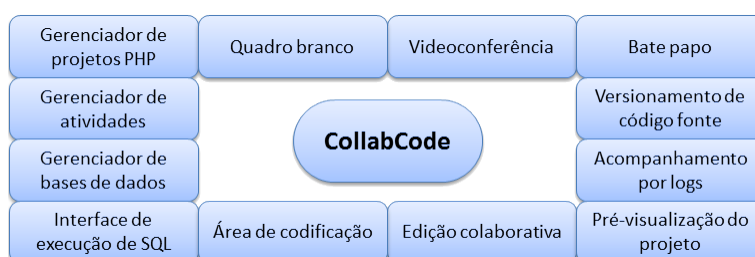 Gerenciador de
projetos PHP
Quadro branco
Videoconferência
Bate papo
Gerenciador de
atividades
CollabCode
Versionamento de
código fonte
Gerenciador de
bases de dados
Acompanhamento
por logs
Interface de
execução de SQL
Área de codificação
Edição colaborativa
Pré-visualização do
projeto